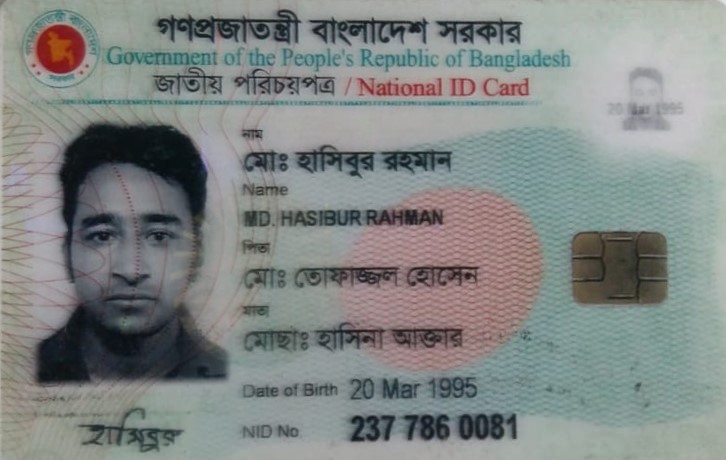 গণপ্রজাতন্ত্রী বাংলাদেশ সরকার
Government of the People's Republic of Bangladesh
জাতীয় পরিচয়পত্র / National ID Card
20 Mar 1995
নাম
মোঃ হাসিবুর রহমান
Name
MD. HASIBUR RAHMAN
পিতা
মোঃ তোফাজ্জল হোসেন
মাতা
মোছাঃ হাসিনা আক্তার
Date of Birth 20 Mar 1995
হাসিবুর
NID No. 237 786 0081